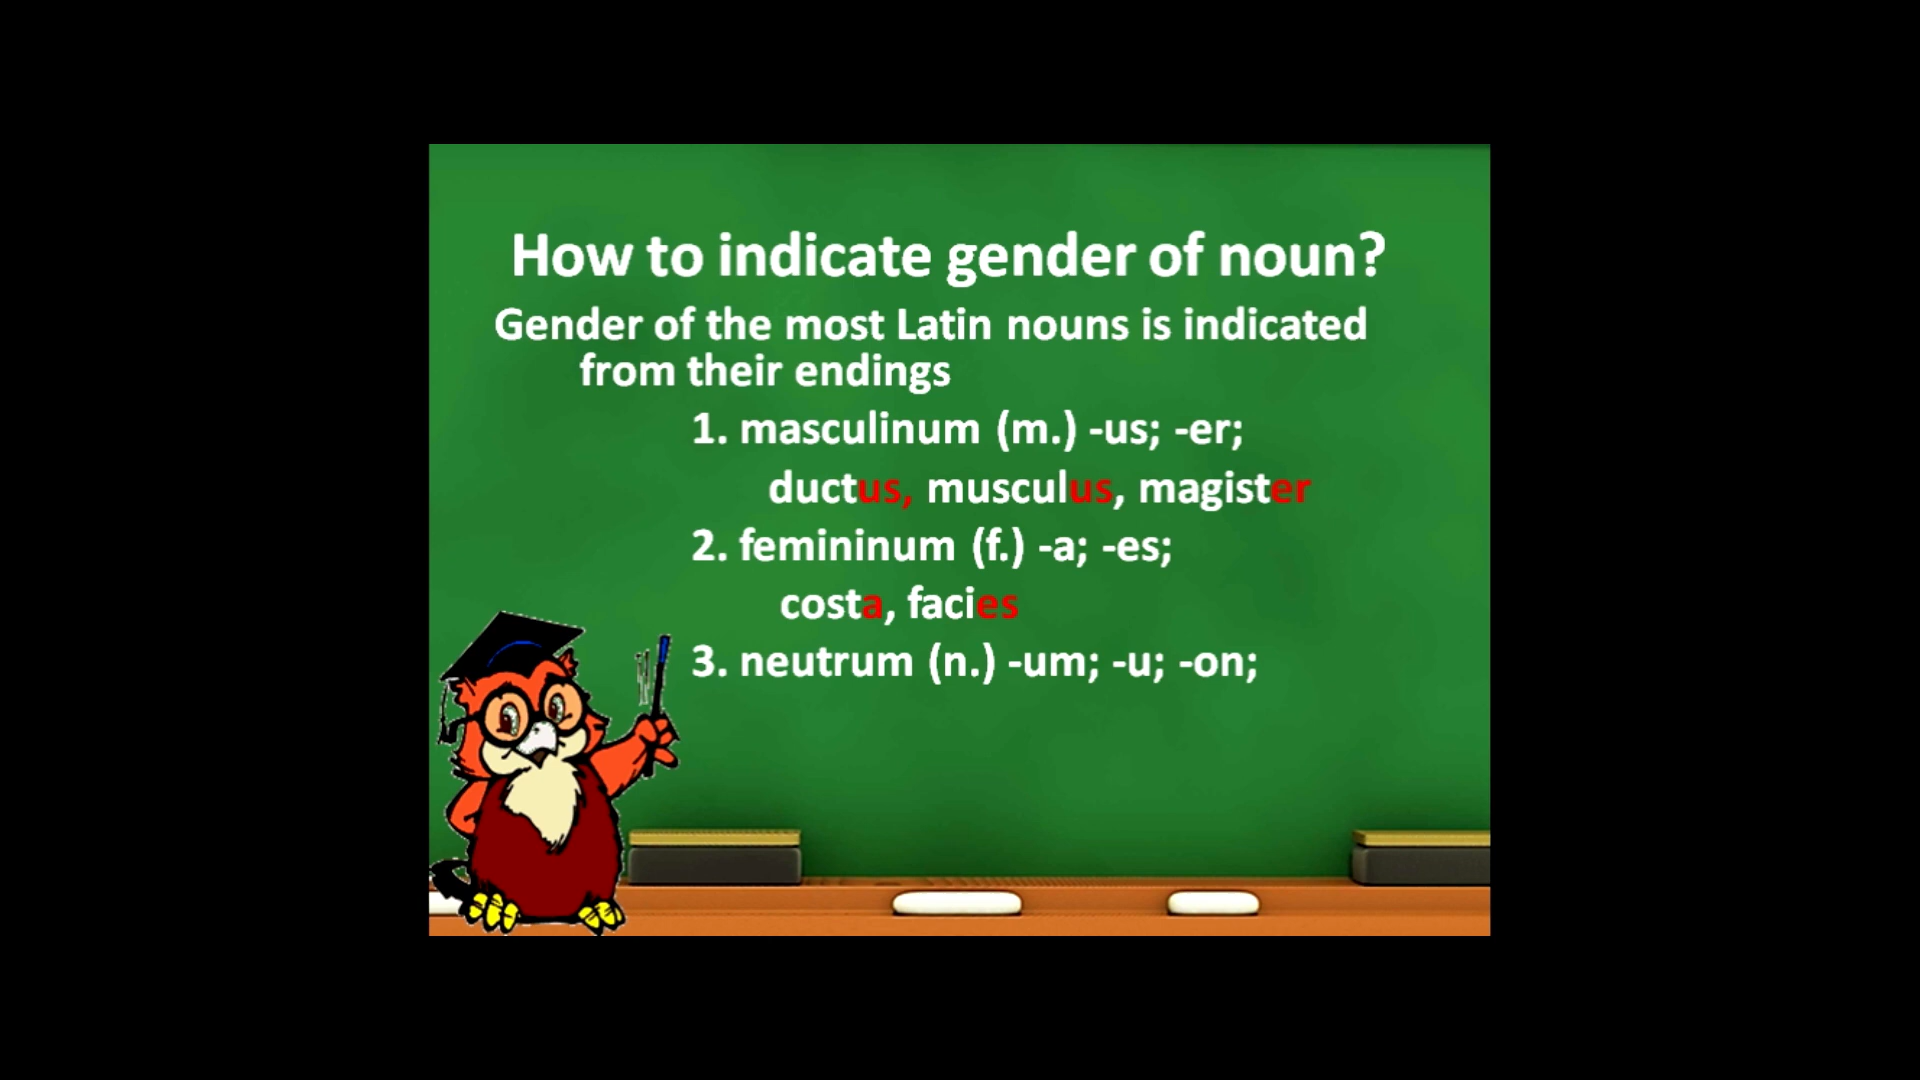 How to indicate gender of noun?
Gender of the most Latin nouns is indicated
from their endings
1. masculinum (m.) -us; -er;
ductus, musculus, magister
2. femininum (f.) -a; -es;
costa, facies
3. neutrum (n.) -um; -u; -on;